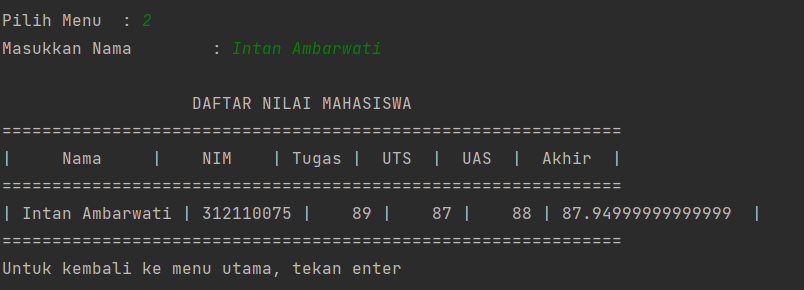 Pilih Menu  : 2
Masukkan Nama        : Intan Ambarwati
DAFTAR NILAI MAHASISWA
==============================================================
|     Nama     |    NIM    | Tugas |  UTS  |  UAS  |  Akhir  |
==============================================================
| Intan Ambarwati | 312110075 |    89 |    87 |    88 | 87.94999999999999  |
==============================================================
Untuk kembali ke menu utama, tekan enter